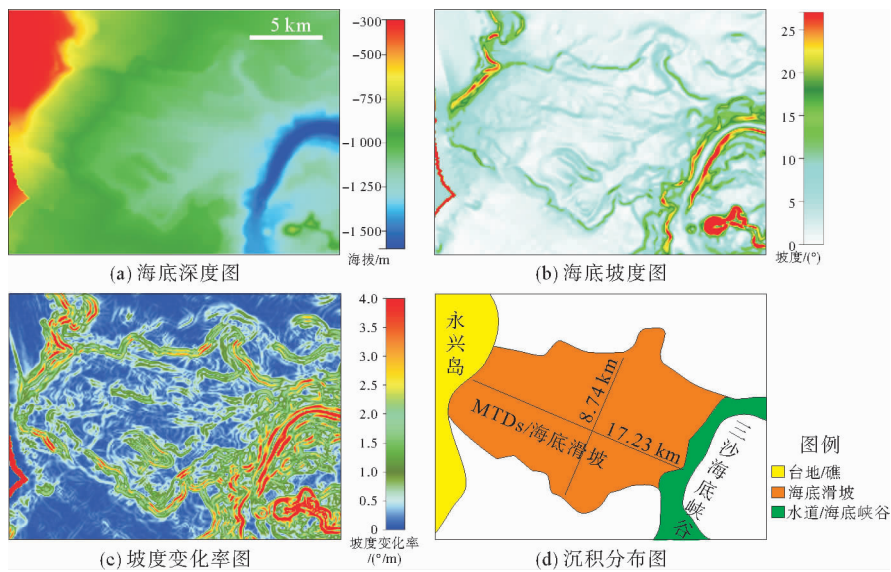 5 km
-300
-500
-750
-1 000
-1 250
-1 500
海拔/m
(a) 海底深度图
25
20
15
10
5
0
坡度/(°)
(b) 海底坡度图
4.0
3.5
3.0
2.5
2.0
1.5
1.0
0.5
0
坡度变化率
/(°/m)
(c) 坡度变化率图
永兴岛
8.74 km
17.23 km
MTDs/海底滑坡
三沙海底峡谷
图例
台地/礁
海底滑坡
水道/海底峡谷
(d) 沉积分布图